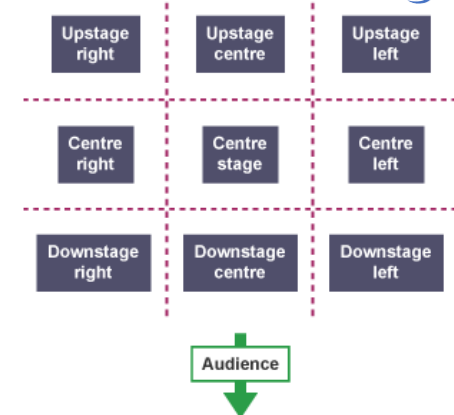 Upstage
right
Upstage
centre
Upstage
left
Centre
right
Centre
stage
Centre
left
Downstage
right
Downstage
centre
Downstage
left
Audience